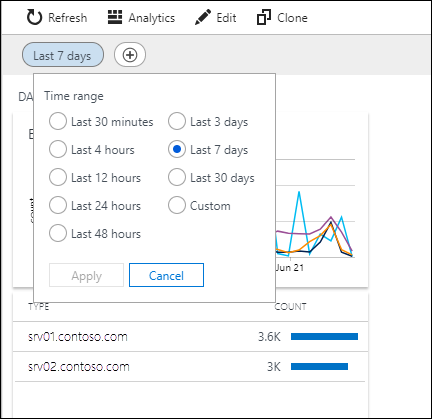 Refresh Analytics Edit Clone
Last 7 days
DA
Time range
Last 30 minutes Last 3 days
Last 4 hours Last 7 days
Last 12 hours Last 30 days
Last 24 hours Custom
Last 48 hours
Jun 21
Apply Cancel
TYPE COUNT
srv01.contoso.com 3.6K
srv02.contoso.com 3K